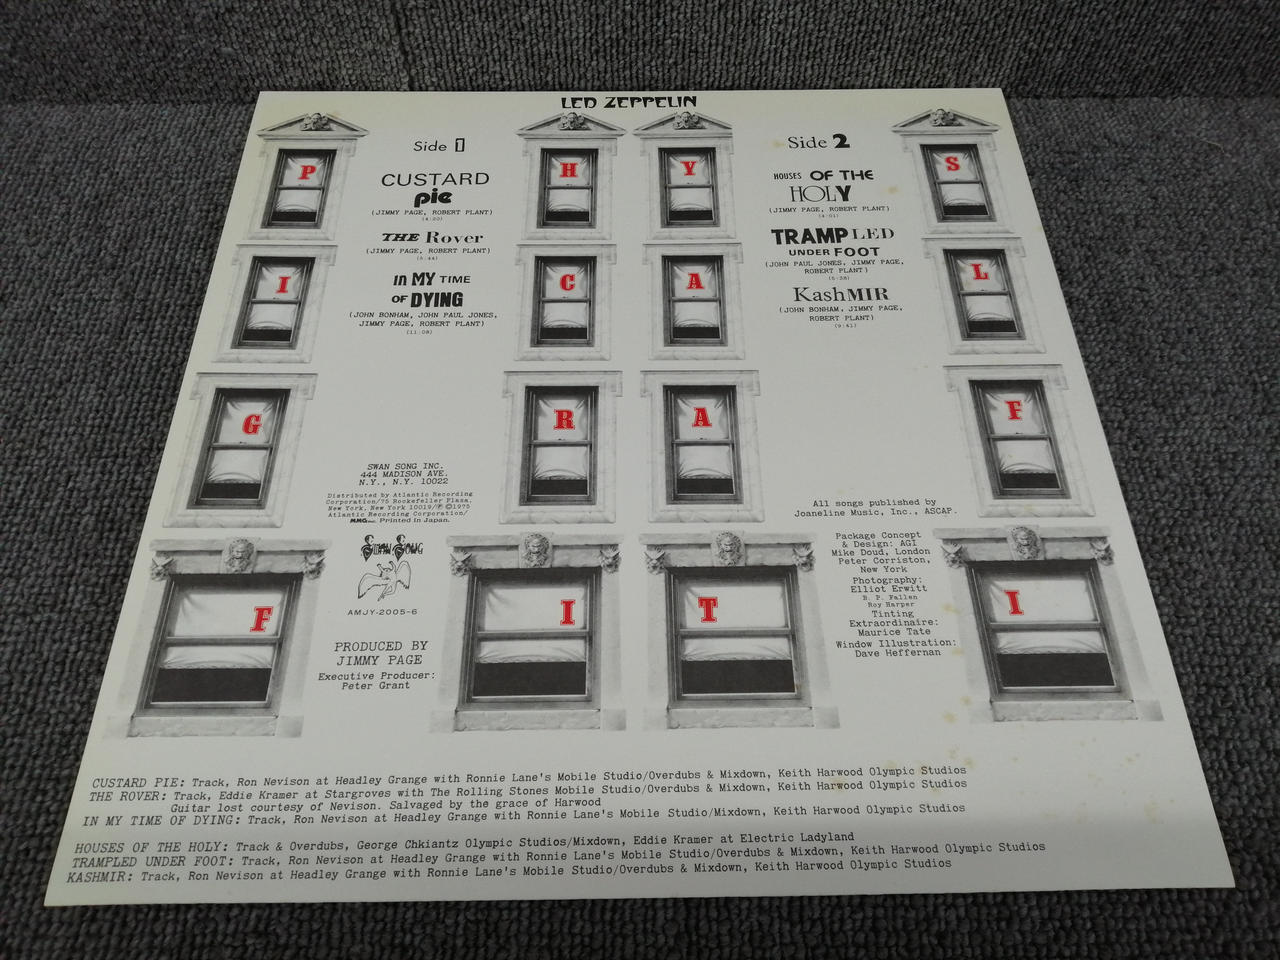 LED ZEPPELIN
P H Y S
I C A L
G R A F
F I T I
Side 1
CUSTARD
pie
(JIMMY PAGE, ROBERT PLANT)
(4:20)
THE Rover
(JIMMY PAGE, ROBERT PLANT)
(5:44)
in MY TIME
OF DYING
(JOHN BONHAM, JOHN PAUL JONES,
JIMMY PAGE, ROBERT PLANT)
(11:08)
Side 2
HOUSES OF THE
HOLY
(JIMMY PAGE, ROBERT PLANT)
(4:01)
TRAMPLED
UNDER FOOT
(JOHN PAUL JONES, JIMMY PAGE,
ROBERT PLANT)
(5:38)
KashMIR
(JOHN BONHAM, JIMMY PAGE,
ROBERT PLANT)
(9:41)
SWAN SONG INC.
444 MADISON AVE.
N.Y., N.Y. 10022
Distributed by Atlantic Recording
Corporation/75 Rockefeller Plaza.
New York, New York 10019/Ⓟ©1975
Atlantic Recording Corporation/
MMG Inc. Printed in Japan.
All songs published by
Joaneline Music, Inc., ASCAP.
SWAN SONG
AMJY-2005-6
PRODUCED BY
JIMMY PAGE
Executive Producer:
Peter Grant
Package Concept
& Design: AGI
Mike Doud, London
Peter Corriston,
New York
Photography:
Elliot Erwitt
B. P. Fallen
Roy Harper
Tinting
Extraordinaire:
Maurice Tate
Window Illustration:
Dave Heffernan
CUSTARD PIE: Track, Ron Nevison at Headley Grange with Ronnie Lane's Mobile Studio/Overdubs & Mixdown, Keith Harwood Olympic Studios
THE ROVER: Track, Eddie Kramer at Stargroves with The Rolling Stones Mobile Studio/Overdubs & Mixdown, Keith Harwood Olympic Studios
Guitar lost courtesy of Nevison. Salvaged by the grace of Harwood
IN MY TIME OF DYING: Track, Ron Nevison at Headley Grange with Ronnie Lane's Mobile Studio/Mixdown, Keith Harwood Olympic Studios
HOUSES OF THE HOLY: Track & Overdubs, George Chkiantz Olympic Studios/Mixdown, Eddie Kramer at Electric Ladyland
TRAMPLED UNDER FOOT: Track, Ron Nevison at Headley Grange with Ronnie Lane's Mobile Studio/Overdubs & Mixdown, Keith Harwood Olympic Studios
KASHMIR: Track, Ron Nevison at Headley Grange with Ronnie Lane's Mobile Studio/Overdubs & Mixdown, Keith Harwood Olympic Studios